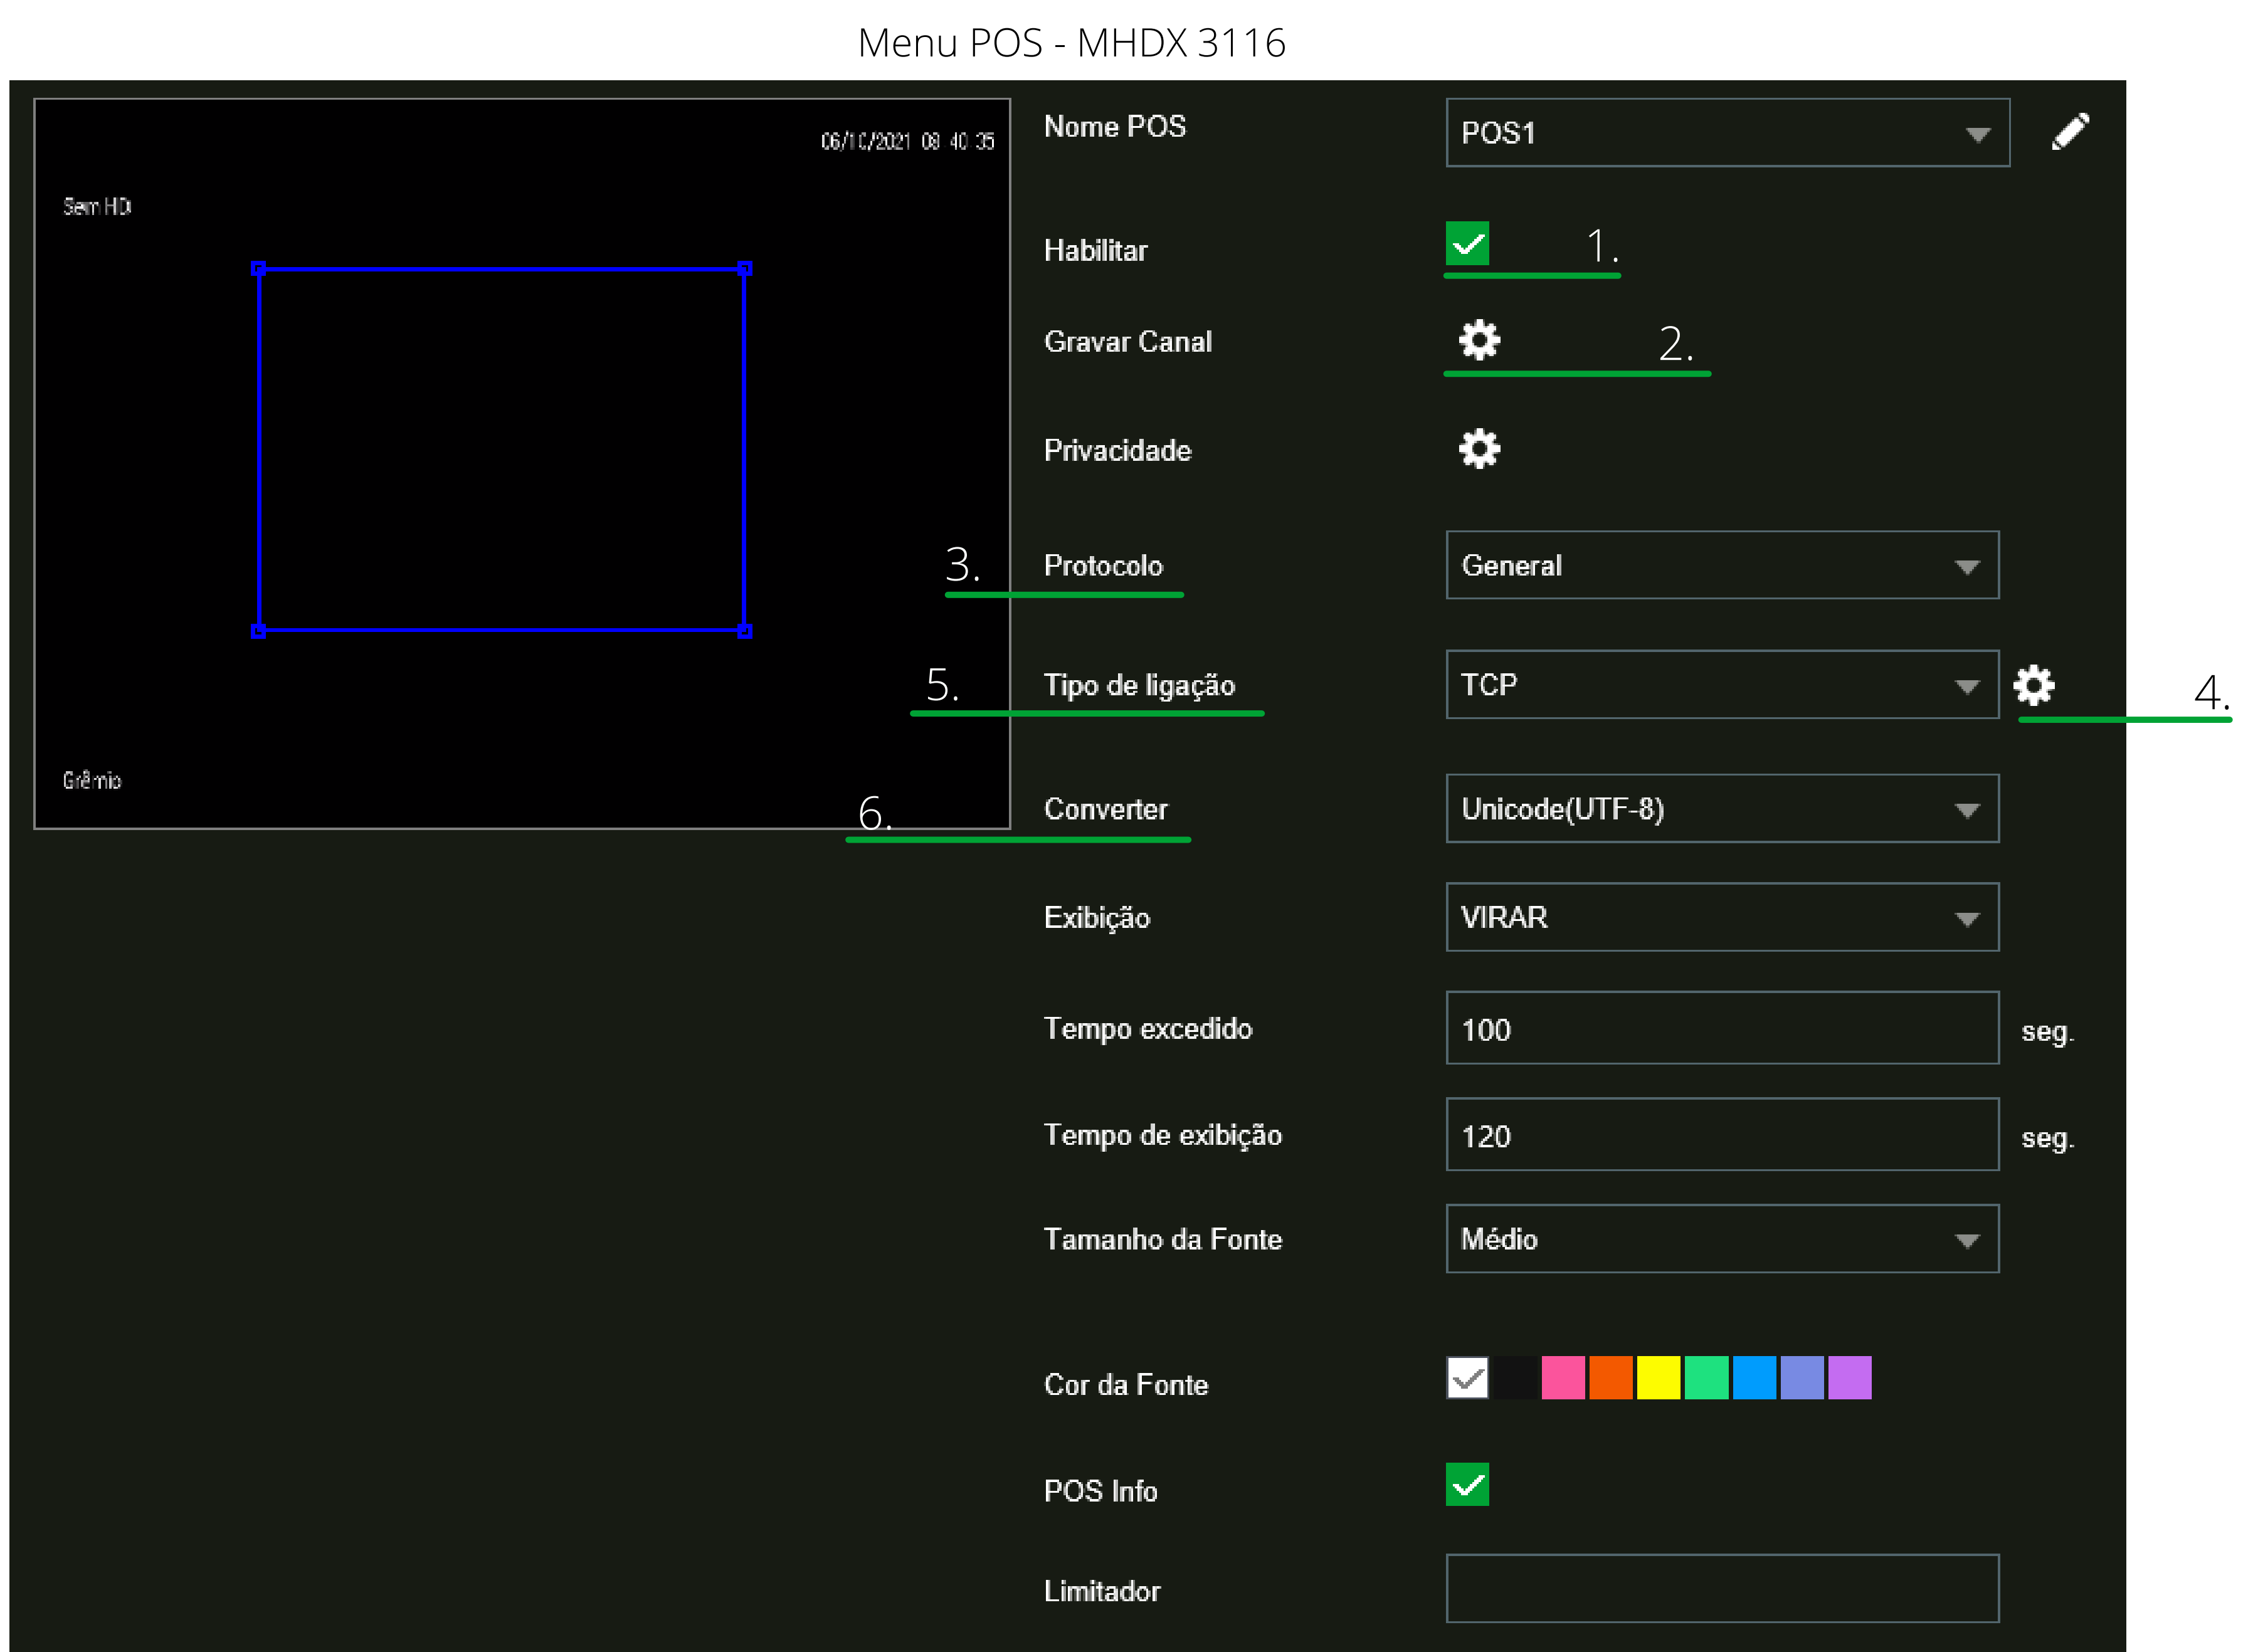 Menu POS - MHDX 3116
06/10/2021 08 40 35
Sem HD
Grêmio
Nome POS POS1
Habilitar 1.
Gravar Canal 2.
Privacidade
3. Protocolo General
5. Tipo de ligação TCP 4.
6. Converter Unicode(UTF-8)
Exibição VIRAR
Tempo excedido 100 seg.
Tempo de exibição 120 seg.
Tamanho da Fonte Médio
Cor da Fonte
POS Info
Limitador